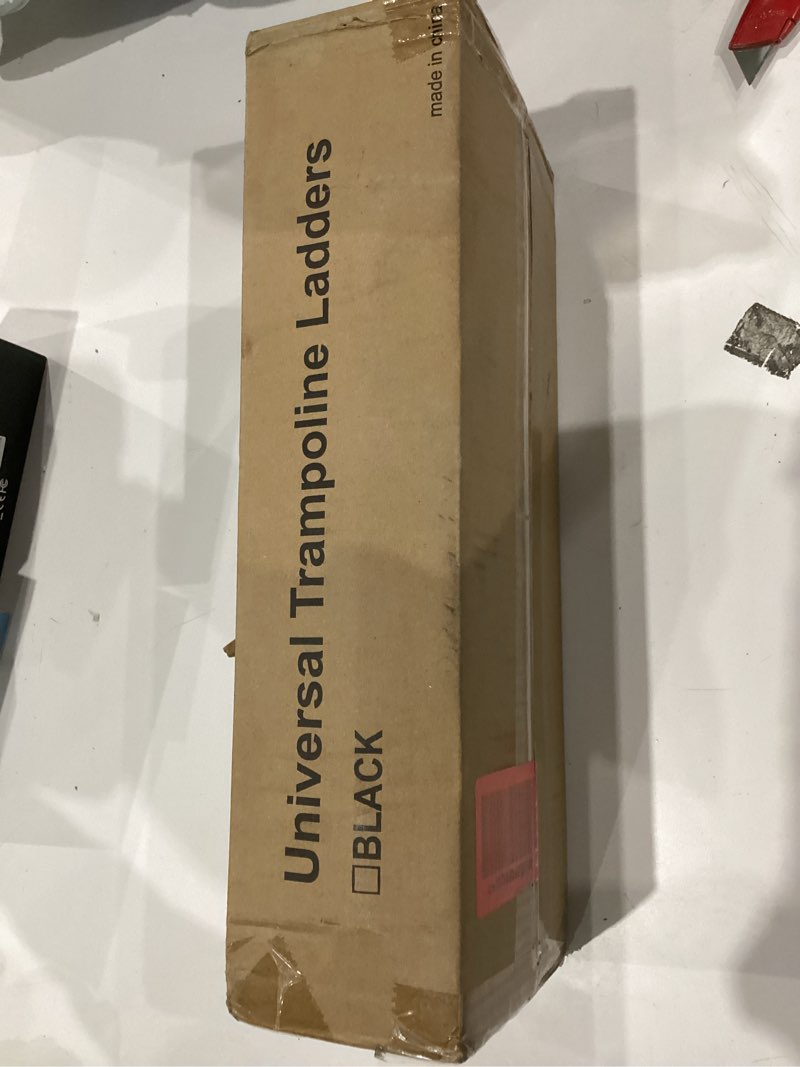 Universal Trampoline Ladders
□BLACK
made in china